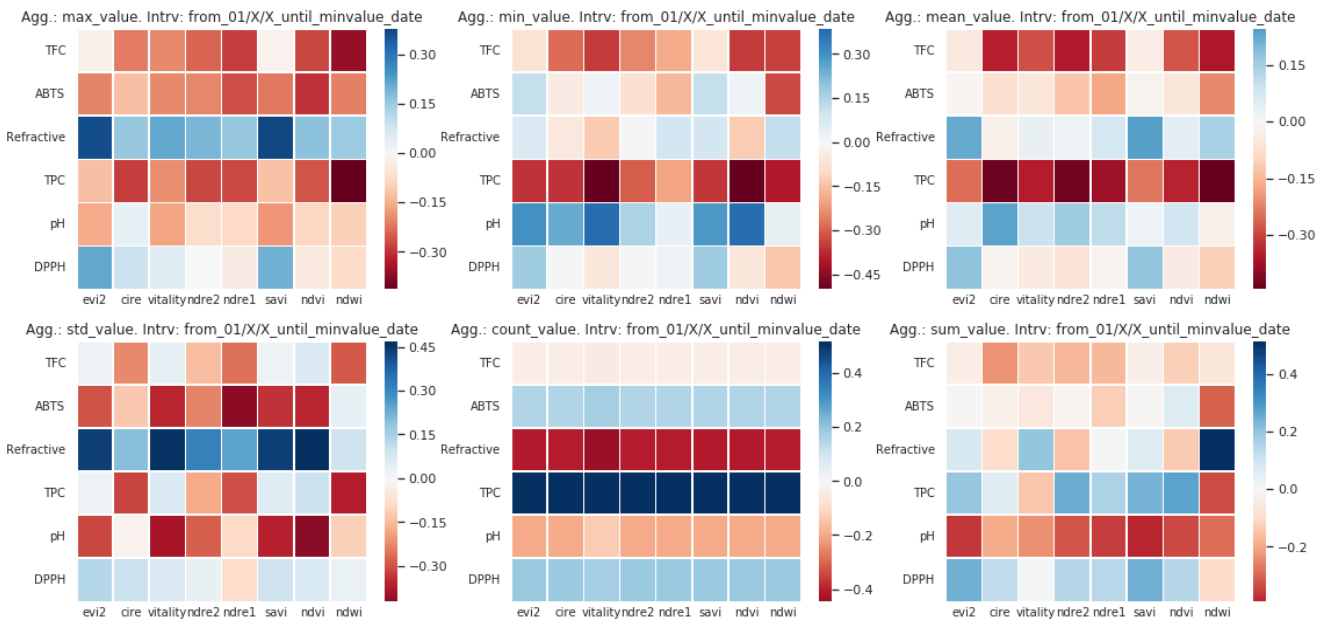 Agg.: max_value. Intrv: from_01/X/X_until_minvalue_date
TFC
ABTS
Refractive
TPC
pH
DPPH
evi2 cire vitality ndre2 ndre1 savi ndvi ndwi
0.30
0.15
0.00
−0.15
−0.30
Agg.: min_value. Intrv: from_01/X/X_until_minvalue_date
TFC
ABTS
Refractive
TPC
pH
DPPH
evi2 cire vitality ndre2 ndre1 savi ndvi ndwi
0.30
0.15
0.00
−0.15
−0.30
−0.45
Agg.: mean_value. Intrv: from_01/X/X_until_minvalue_date
TFC
ABTS
Refractive
TPC
pH
DPPH
evi2 cire vitality ndre2 ndre1 savi ndvi ndwi
0.15
0.00
−0.15
−0.30
Agg.: std_value. Intrv: from_01/X/X_until_minvalue_date
TFC
ABTS
Refractive
TPC
pH
DPPH
evi2 cire vitality ndre2 ndre1 savi ndvi ndwi
0.45
0.30
0.15
0.00
−0.15
−0.30
Agg.: count_value. Intrv: from_01/X/X_until_minvalue_date
TFC
ABTS
Refractive
TPC
pH
DPPH
evi2 cire vitality ndre2 ndre1 savi ndvi ndwi
0.4
0.2
0.0
−0.2
−0.4
Agg.: sum_value. Intrv: from_01/X/X_until_minvalue_date
TFC
ABTS
Refractive
TPC
pH
DPPH
evi2 cire vitality ndre2 ndre1 savi ndvi ndwi
0.4
0.2
0.0
−0.2